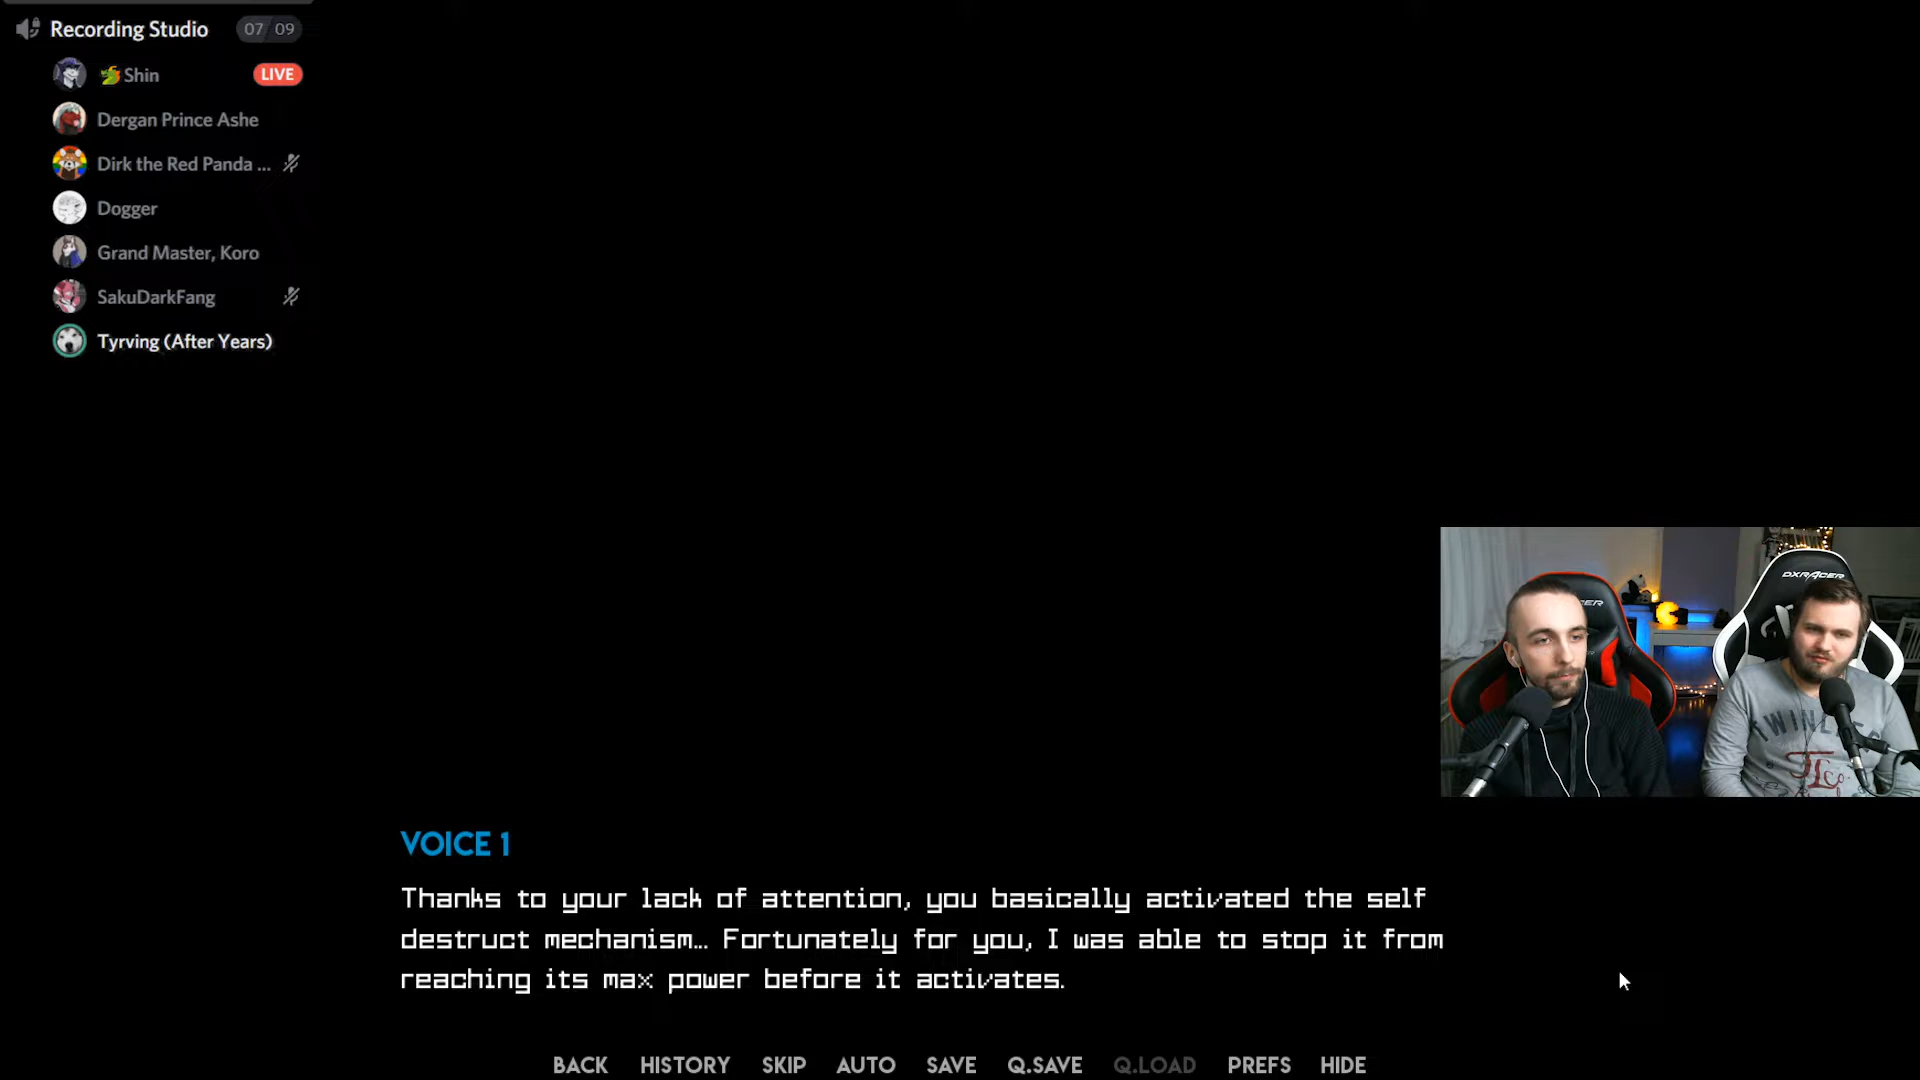 Recording Studio 07 09
Shin LIVE
Dergan Prince Ashe
Dirk the Red Panda ...
Dogger
Grand Master, Koro
SakuDarkFang
Tyrving (After Years)
DXRACER
CER
VOICE 1
Thanks to your lack of attention, you basically activated the self
destruct mechanism... Fortunately for you, I was able to stop it from
reaching its max power before it activates.
BACK HISTORY SKIP AUTO SAVE Q.SAVE Q.LOAD PREFS HIDE